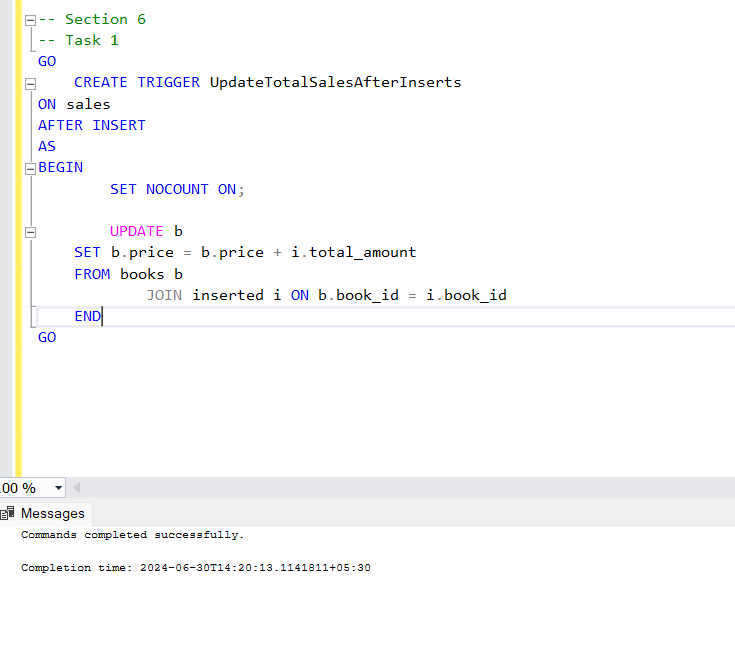 -- Section 6
-- Task 1
GO
CREATE TRIGGER UpdateTotalSalesAfterInserts
ON sales
AFTER INSERT
AS
BEGIN
SET NOCOUNT ON;
UPDATE b
SET b.price = b.price + i.total_amount
FROM books b
JOIN inserted i ON b.book_id = i.book_id
END
GO
.00 %
Messages
Commands completed successfully.
Completion time: 2024-06-30T14:20:13.1141811+05:30